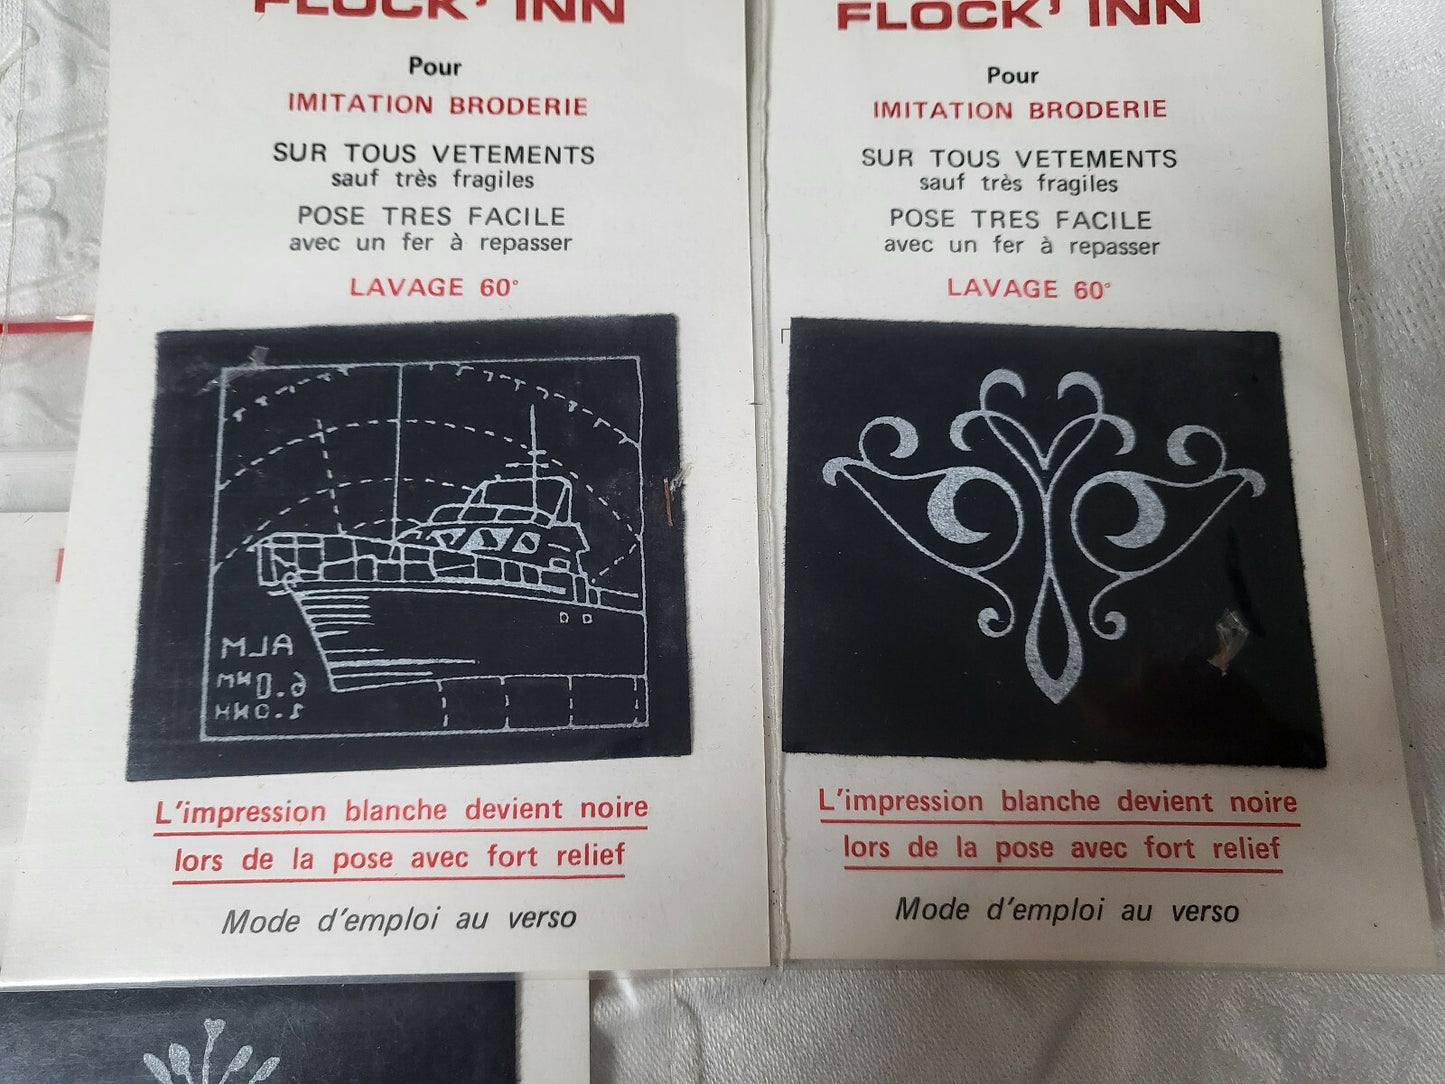 FLOCK' INN
Pour
IMITATION BRODERIE
SUR TOUS VETEMENTS
sauf très fragiles
POSE TRES FACILE
avec un fer à repasser
LAVAGE 60°
L'impression blanche devient noire
lors de la pose avec fort relief
Mode d'emploi au verso
FLOCK' INN
Pour
IMITATION BRODERIE
SUR TOUS VETEMENTS
sauf très fragiles
POSE TRES FACILE
avec un fer à repasser
LAVAGE 60°
L'impression blanche devient noire
lors de la pose avec fort relief
Mode d'emploi au verso